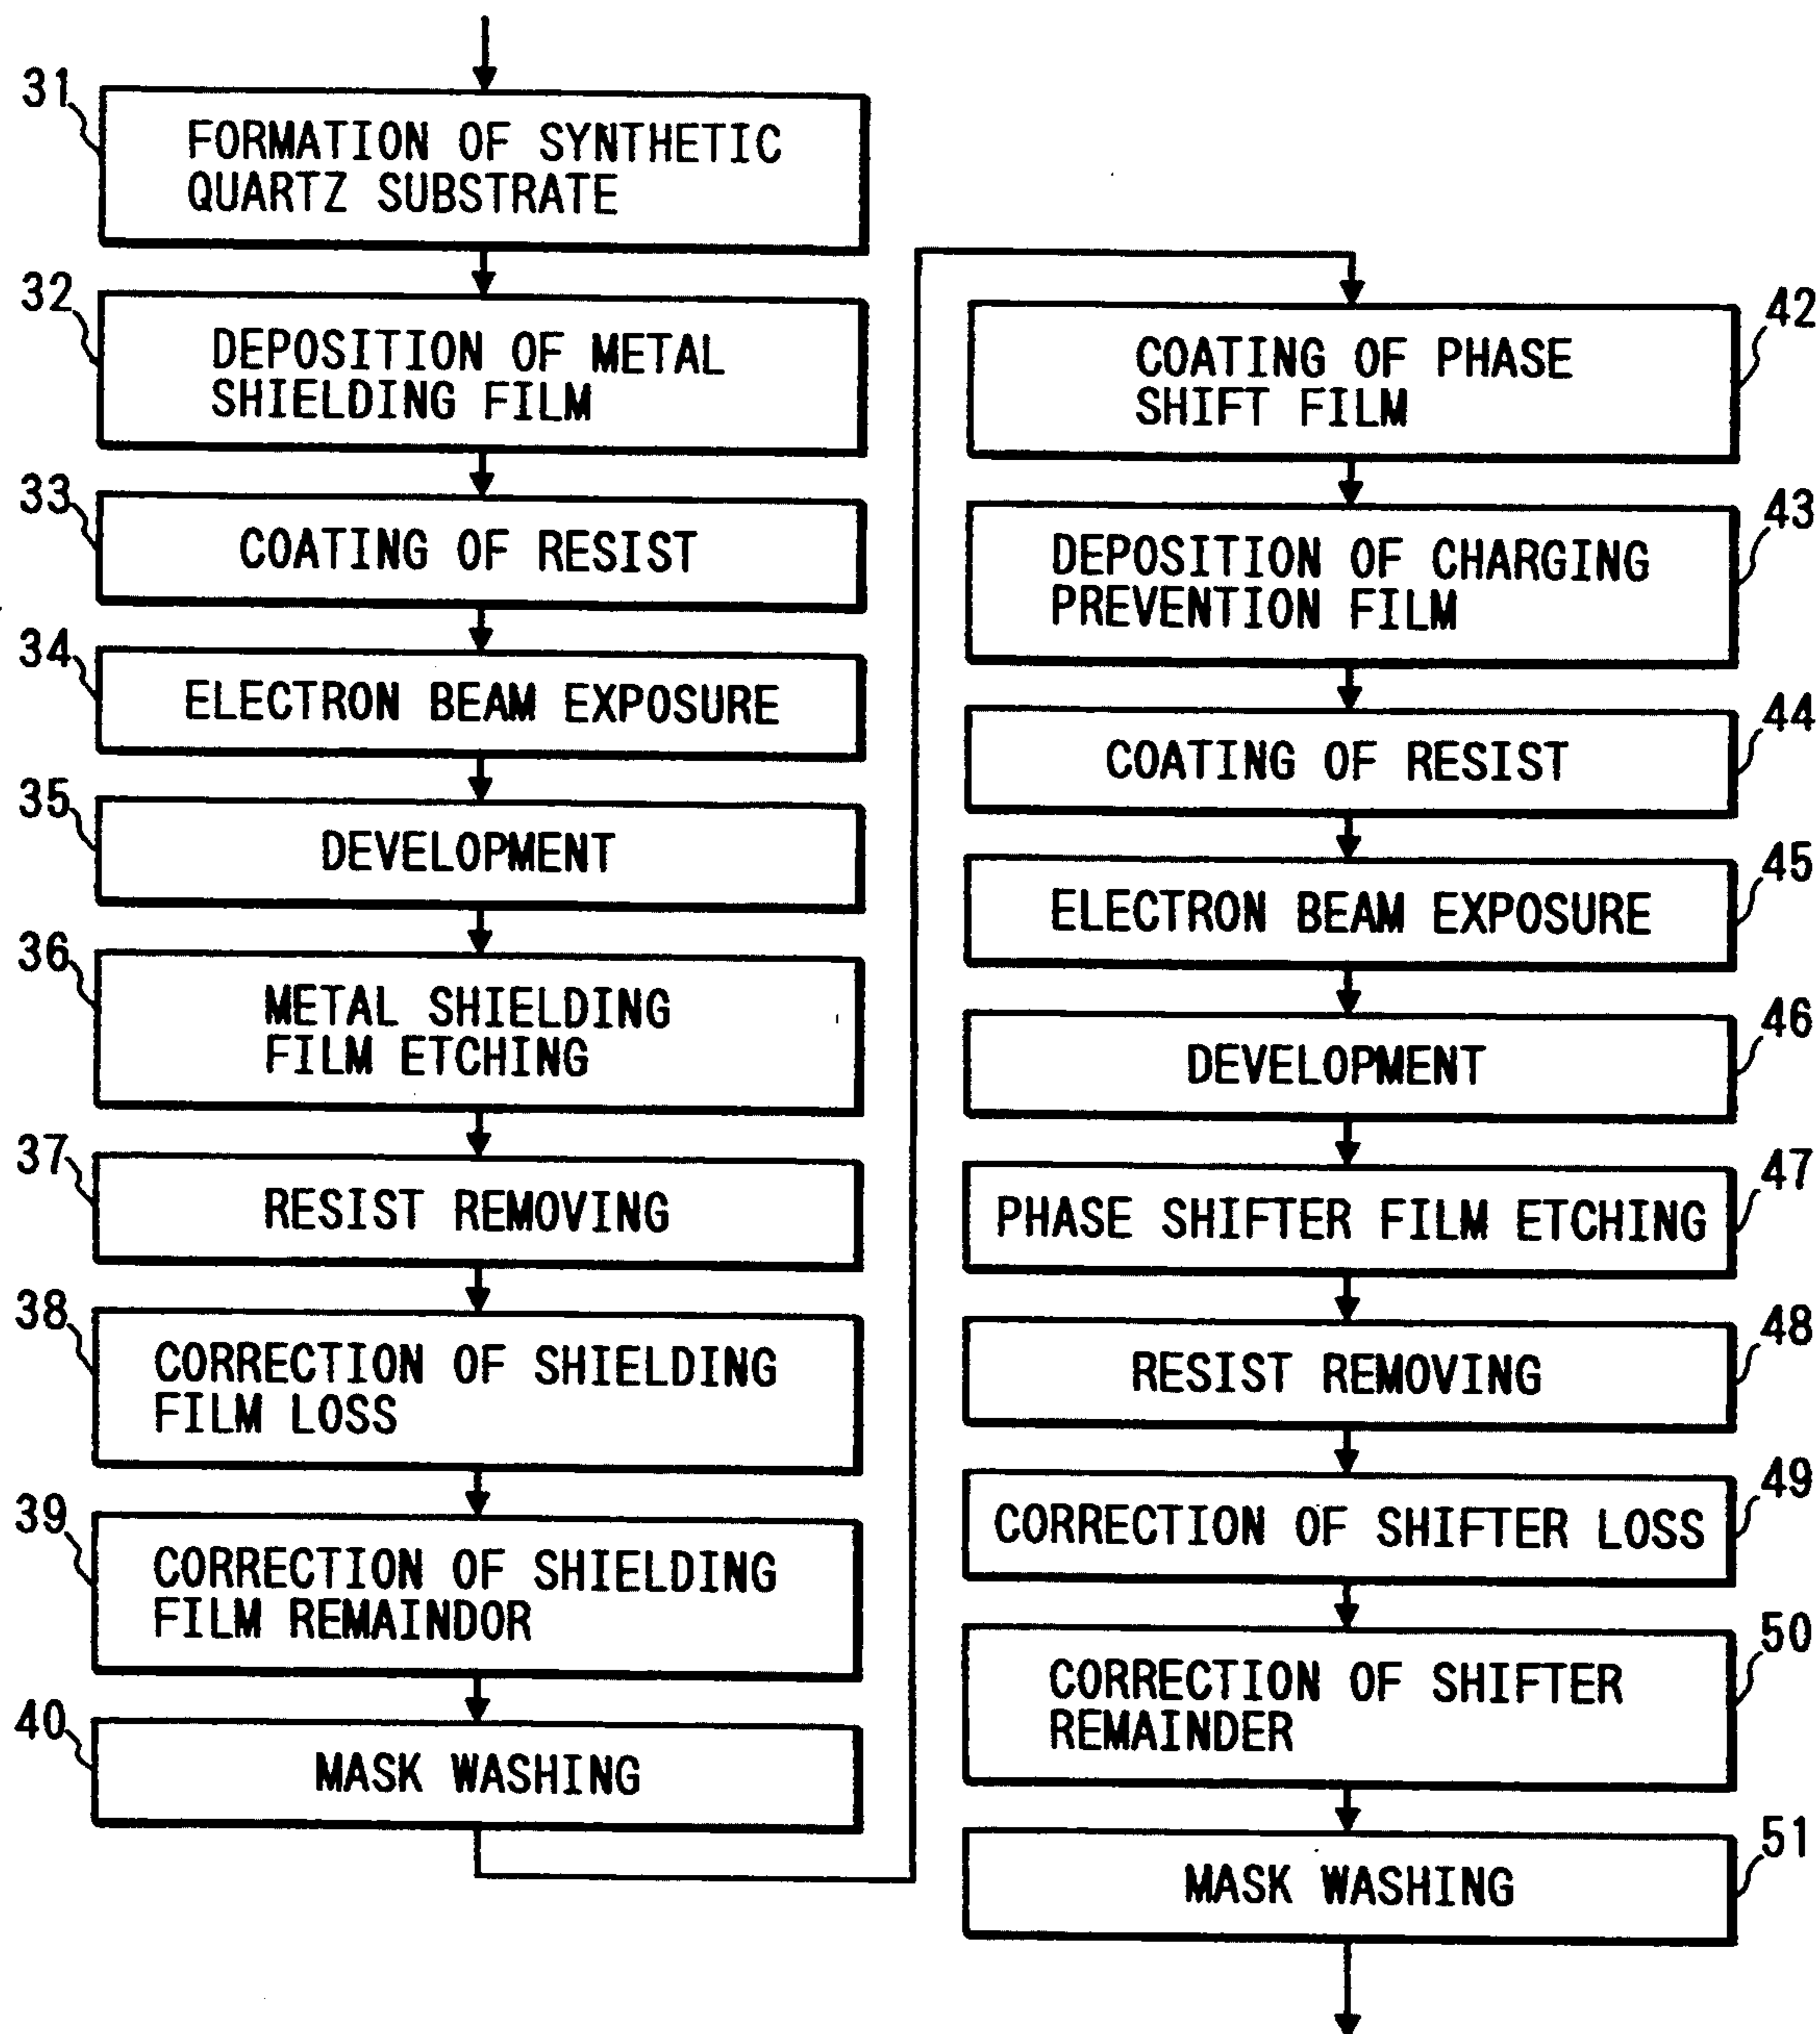 31
FORMATION OF SYNTHETIC
QUARTZ SUBSTRATE
32
DEPOSITION OF METAL
SHIELDING FILM
33
COATING OF RESIST
34
ELECTRON BEAM EXPOSURE
35
DEVELOPMENT
36
METAL SHIELDING
FILM ETCHING
37
RESIST REMOVING
38
CORRECTION OF SHIELDING
FILM LOSS
39
CORRECTION OF SHIELDING
FILM REMAINDOR
40
MASK WASHING
42
COATING OF PHASE
SHIFT FILM
43
DEPOSITION OF CHARGING
PREVENTION FILM
44
COATING OF RESIST
45
ELECTRON BEAM EXPOSURE
46
DEVELOPMENT
47
PHASE SHIFTER FILM ETCHING
48
RESIST REMOVING
49
CORRECTION OF SHIFTER LOSS
50
CORRECTION OF SHIFTER
REMAINDER
51
MASK WASHING